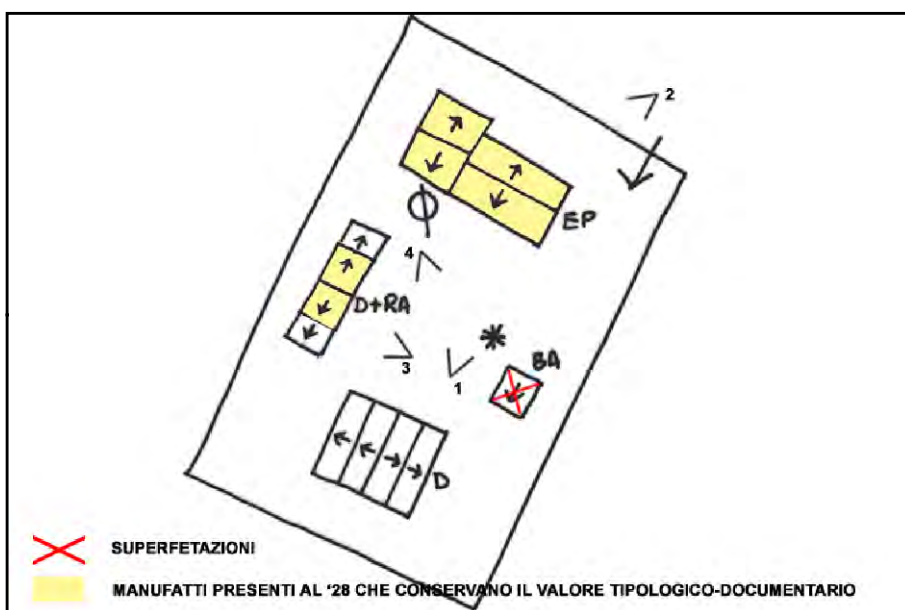 2
EP
4
D+RA
3
1
BA
D
SUPERFETAZIONI
MANUFATTI PRESENTI AL '28 CHE CONSERVANO IL VALORE TIPOLOGICO-DOCUMENTARIO